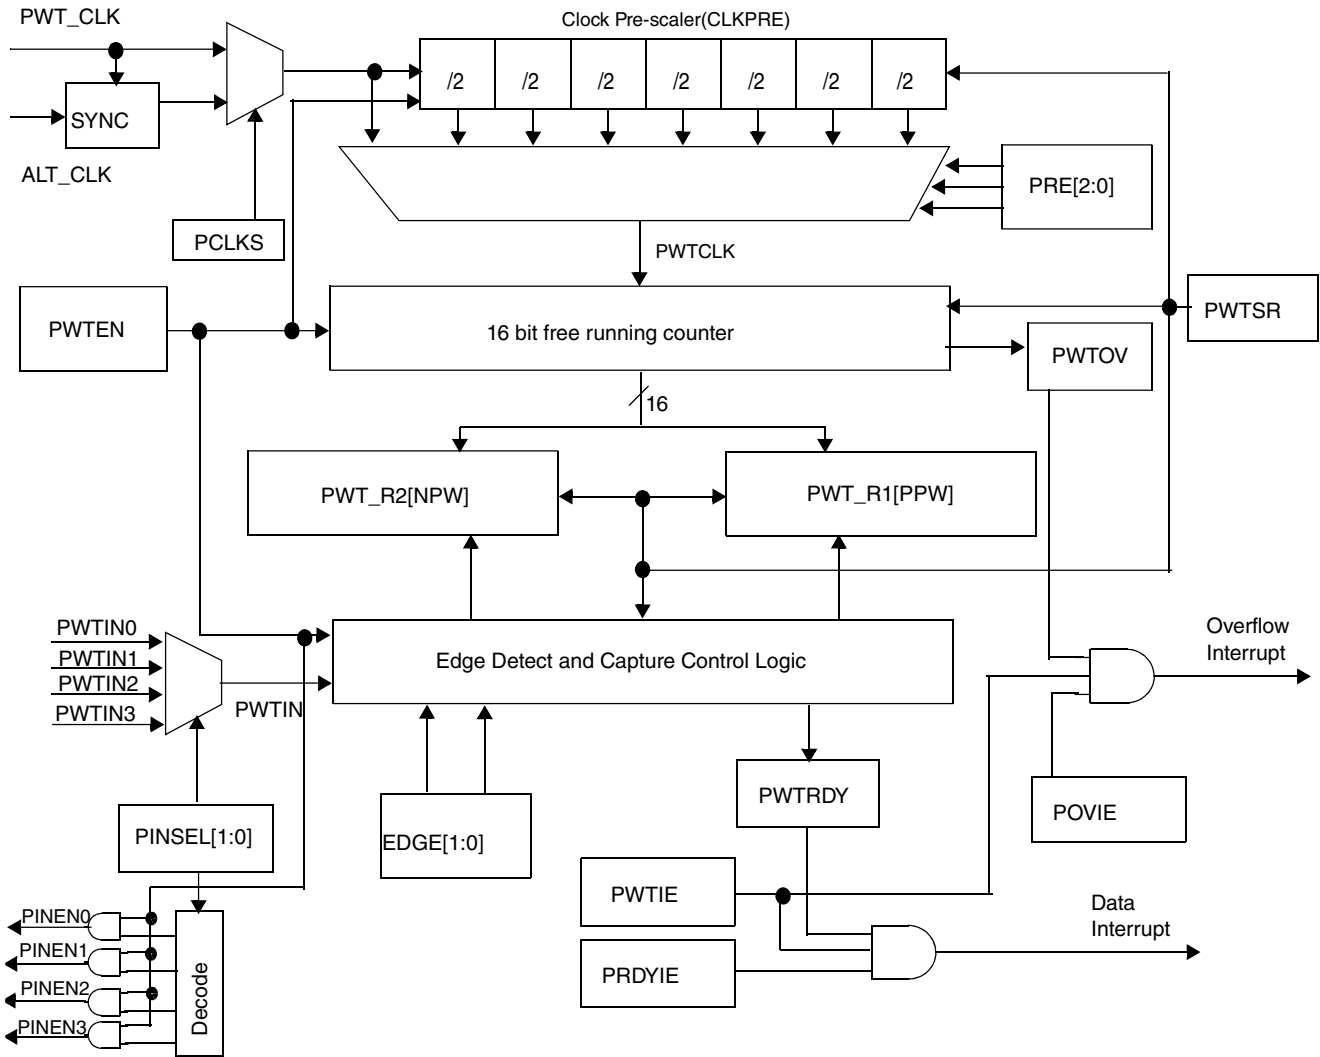 PWT_CLK
Clock Pre-scaler(CLKPRE)
/2 /2 /2 /2 /2 /2 /2
SYNC
ALT_CLK
PRE[2:0]
PCLKS
PWTCLK
PWTEN
16 bit free running counter
PWTSR
PWTOV
16
PWT_R2[NPW]
PWT_R1[PPW]
PWTIN0
PWTIN1
PWTIN2
PWTIN3
PWTIN
Edge Detect and Capture Control Logic
Overflow
Interrupt
PINSEL[1:0]
EDGE[1:0]
PWTRDY
POVIE
PWTIE
PRDYIE
Data
Interrupt
PINEN0
PINEN1
PINEN2
PINEN3
Decode